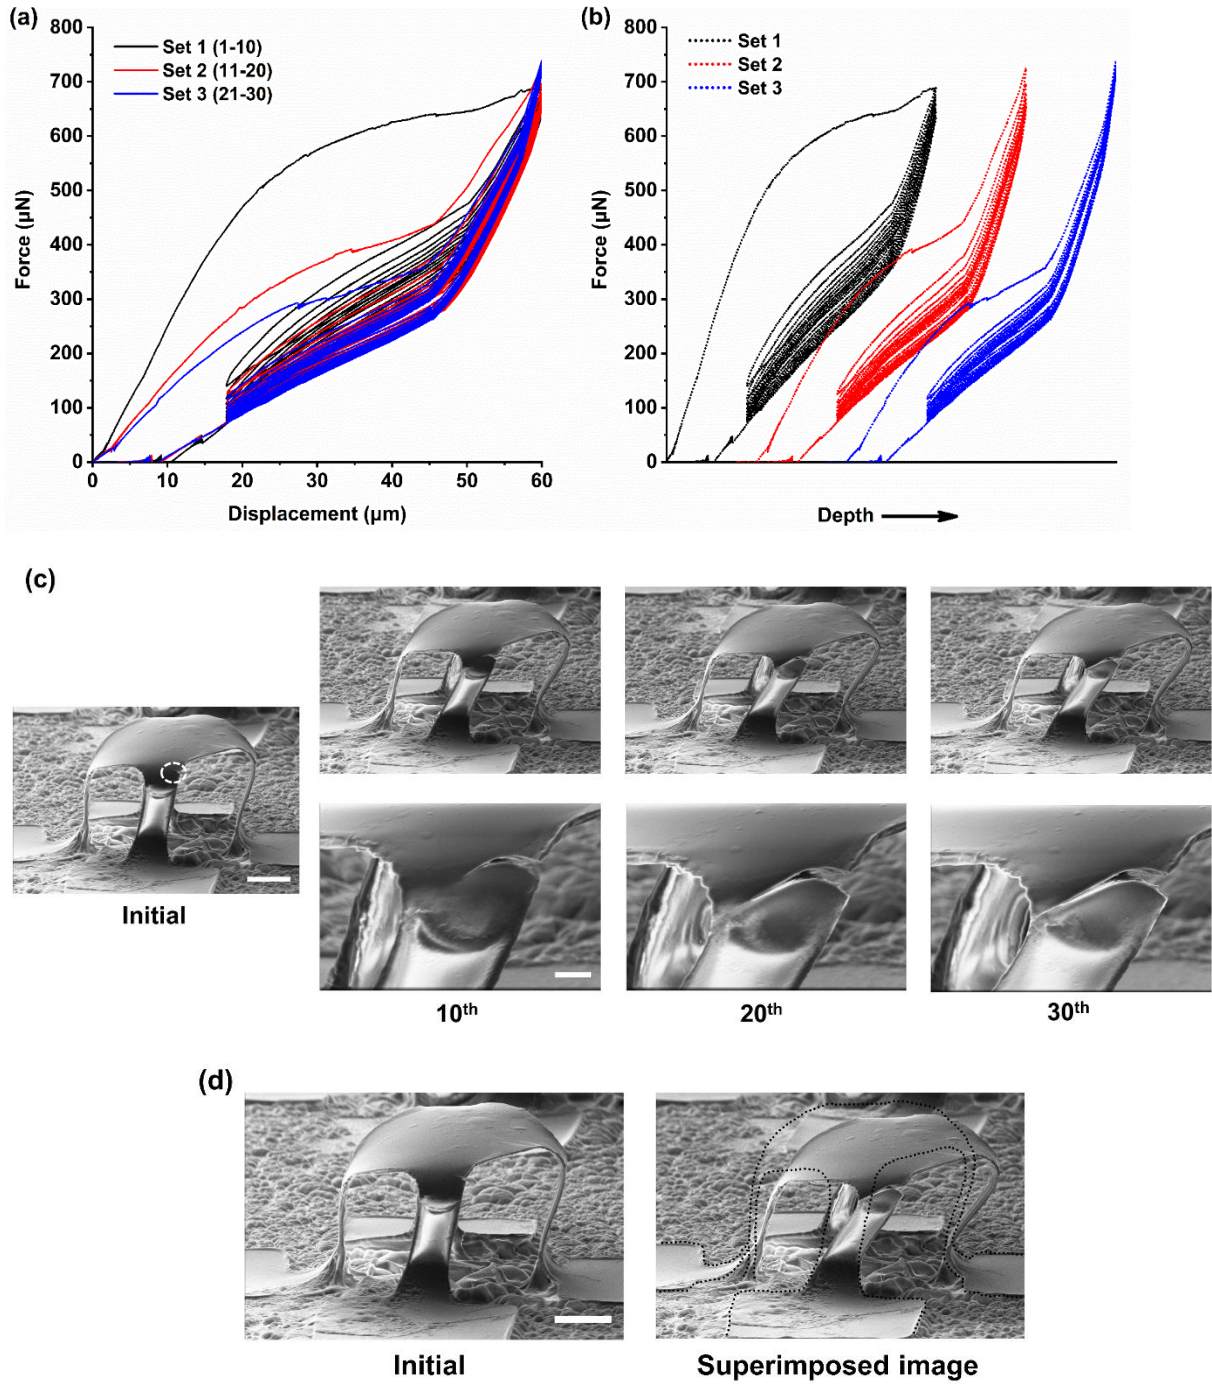 (a)
800
700
600
500
400
300
200
100
0
Force (µN)
Set 1 (1-10)
Set 2 (11-20)
Set 3 (21-30)
0 10 20 30 40 50 60
Displacement (µm)
(b)
800
700
600
500
400
300
200
100
0
Force (µN)
Set 1
Set 2
Set 3
Depth
(c)
Initial
10th
20th
30th
(d)
Initial
Superimposed image